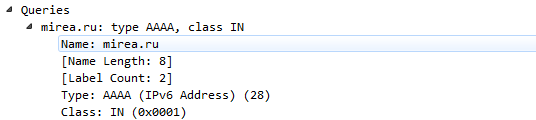 Queries
mirea.ru: type AAAA, class IN
Name: mirea.ru
[Name Length: 8]
[Label Count: 2]
Type: AAAA (IPv6 Address) (28)
Class: IN (0x0001)